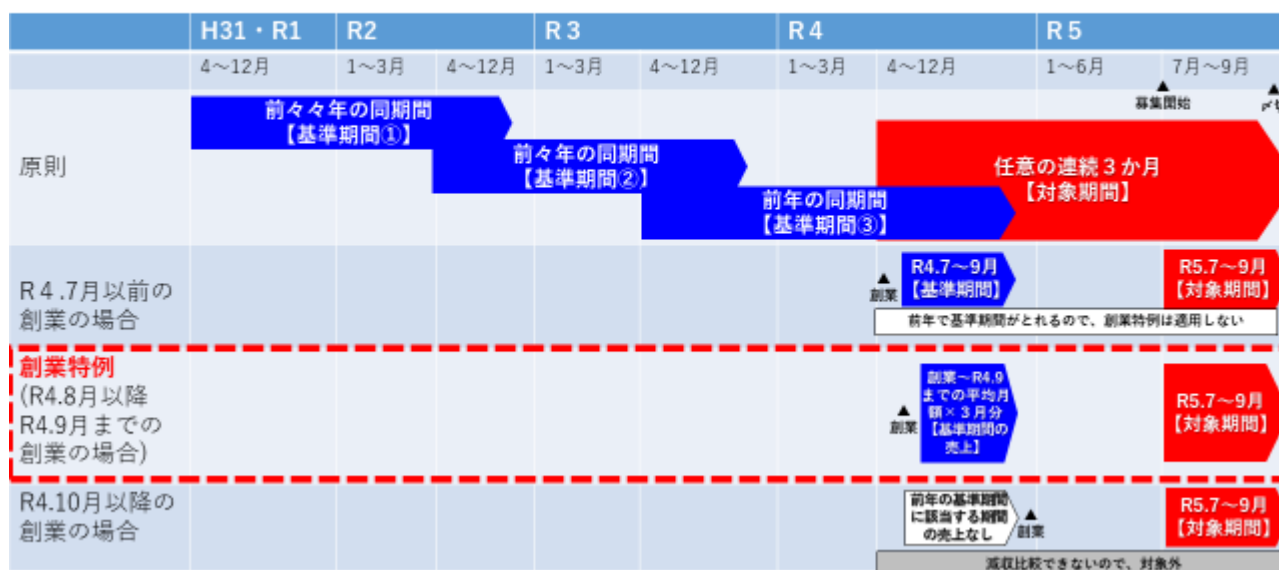 H31・R1 R2 R3 R4 R5
4～12月 1～3月 4～12月 1～3月 4～12月 1～3月 4～12月 1～6月 7月～9月
▲ ▲
募集開始 〆
原則
前々々年の同期間
【基準期間①】
前々年の同期間
【基準期間②】
前年の同期間
【基準期間③】
任意の連続３か月
【対象期間】
R４.7月以前の
創業の場合
▲
創業
R4.7～9月
【基準期間】
R5.7～9月
【対象期間】
前年で基準期間がとれるので、創業特例は適用しない
創業特例
(R4.8月以降
R4.9月までの
創業の場合)
▲
創業
創業～R4.9
までの平均月
額×３月分
【基準期間の
売上】
R5.7～9月
【対象期間】
R4.10月以降の
創業の場合
前年の基準期間
に該当する期間
の売上なし
▲
創業
R5.7～9月
【対象期間】
減収比較できないので、対象外